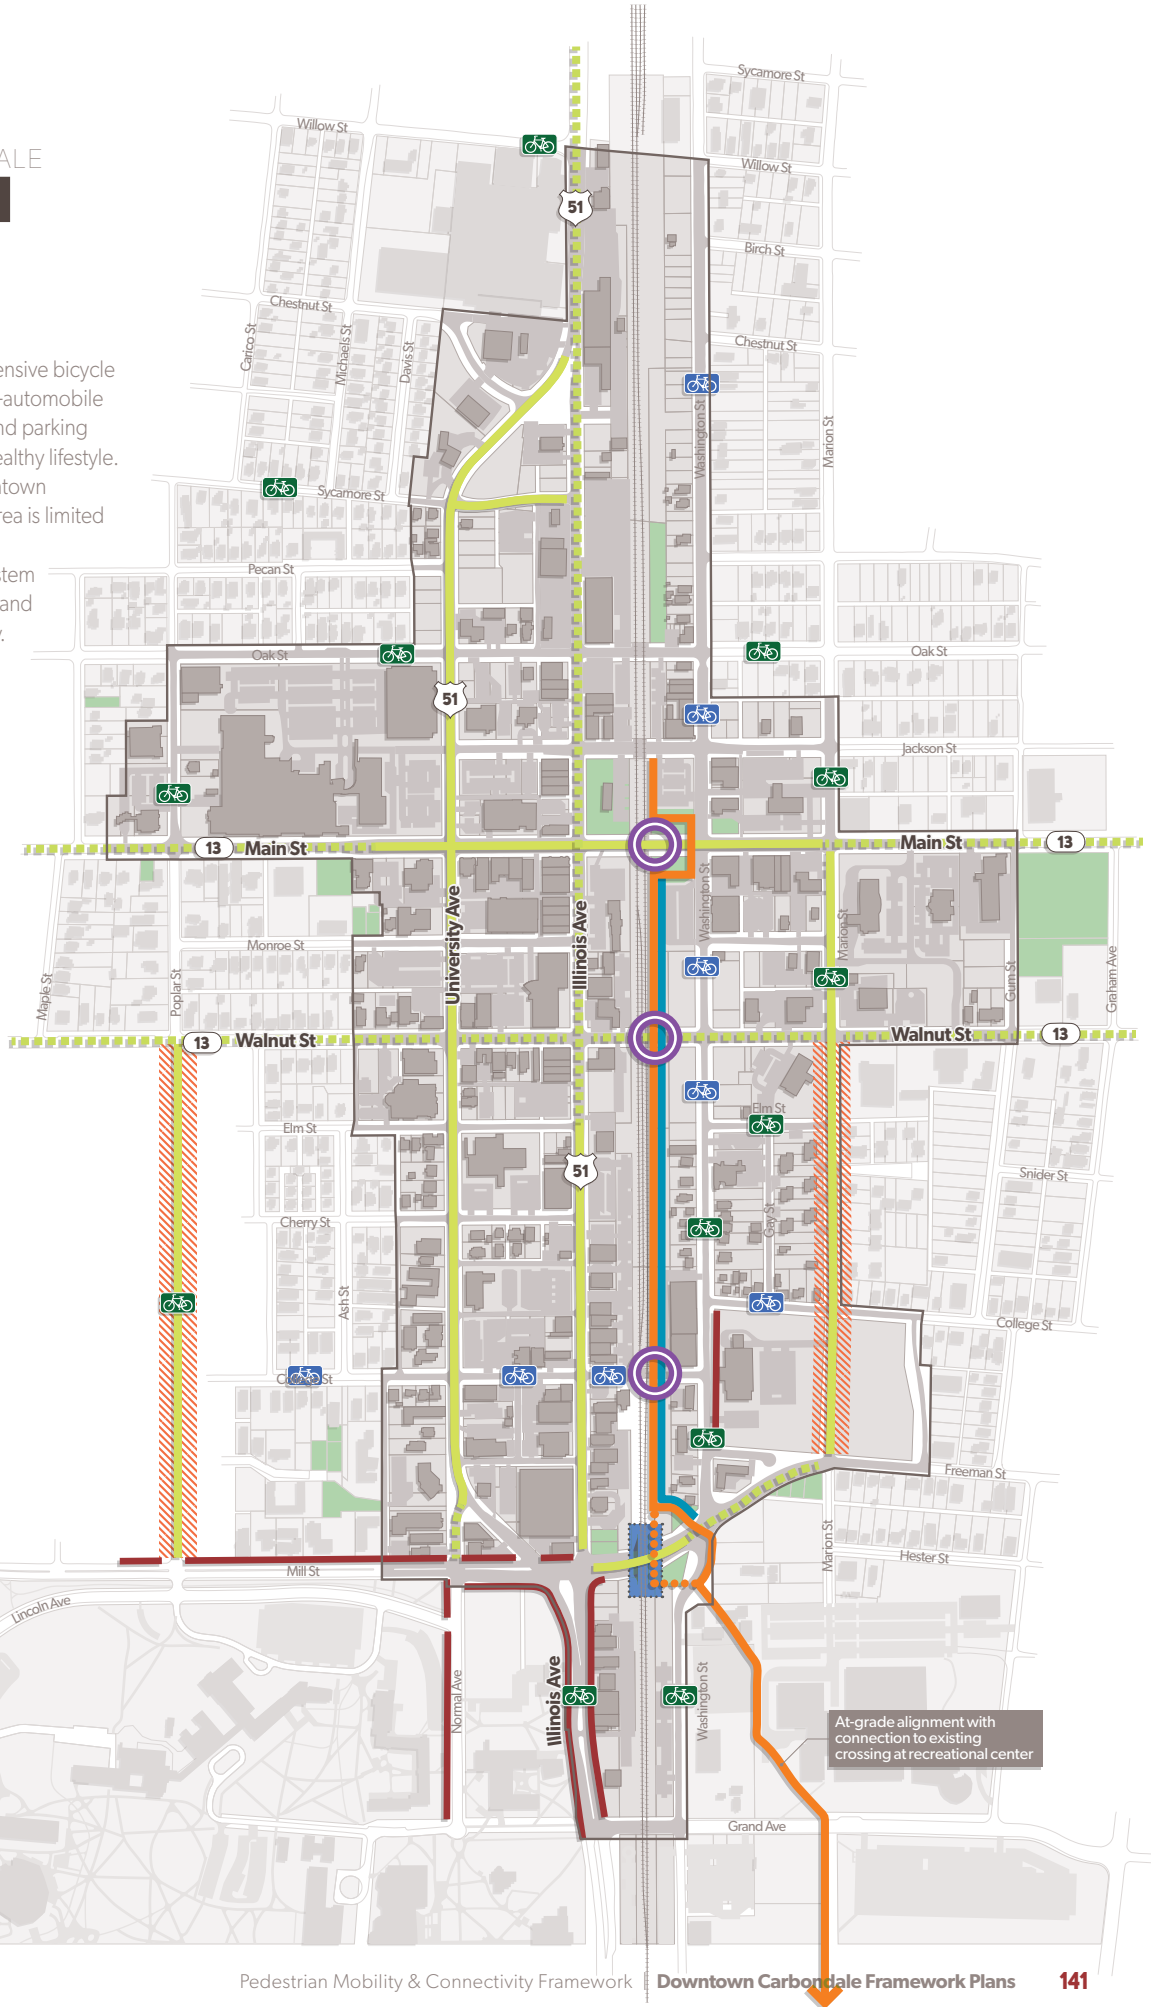 ALE
ensive bicycle
-automobile
nd parking
ealthy lifestyle.
ntown
rea is limited
stem
and
Sycamore St
Willow St
Willow St
51
Birch St
Chestnut St
Chestnut St
Carico St
Michaels St
Davis St
Washington St
Marion St
Sycamore St
Pecan St
Oak St
Oak St
51
Jackson St
13 Main St
Main St 13
University Ave
Illinois Ave
Washington St
Marion St
Monroe St
Maple St
Poplar St
Gum St
Graham Ave
13 Walnut St
Walnut St 13
Elm St
Elm St
51
Snider St
Cherry St
Gay St
Ash St
College St
College St
Freeman St
Marion St
Mill St
Hester St
Lincoln Ave
Normal Ave
Illinois Ave
Washington St
At-grade alignment with
connection to existing
crossing at recreational center
Grand Ave
Pedestrian Mobility & Connectivity Framework | Downtown Carbondale Framework Plans 141